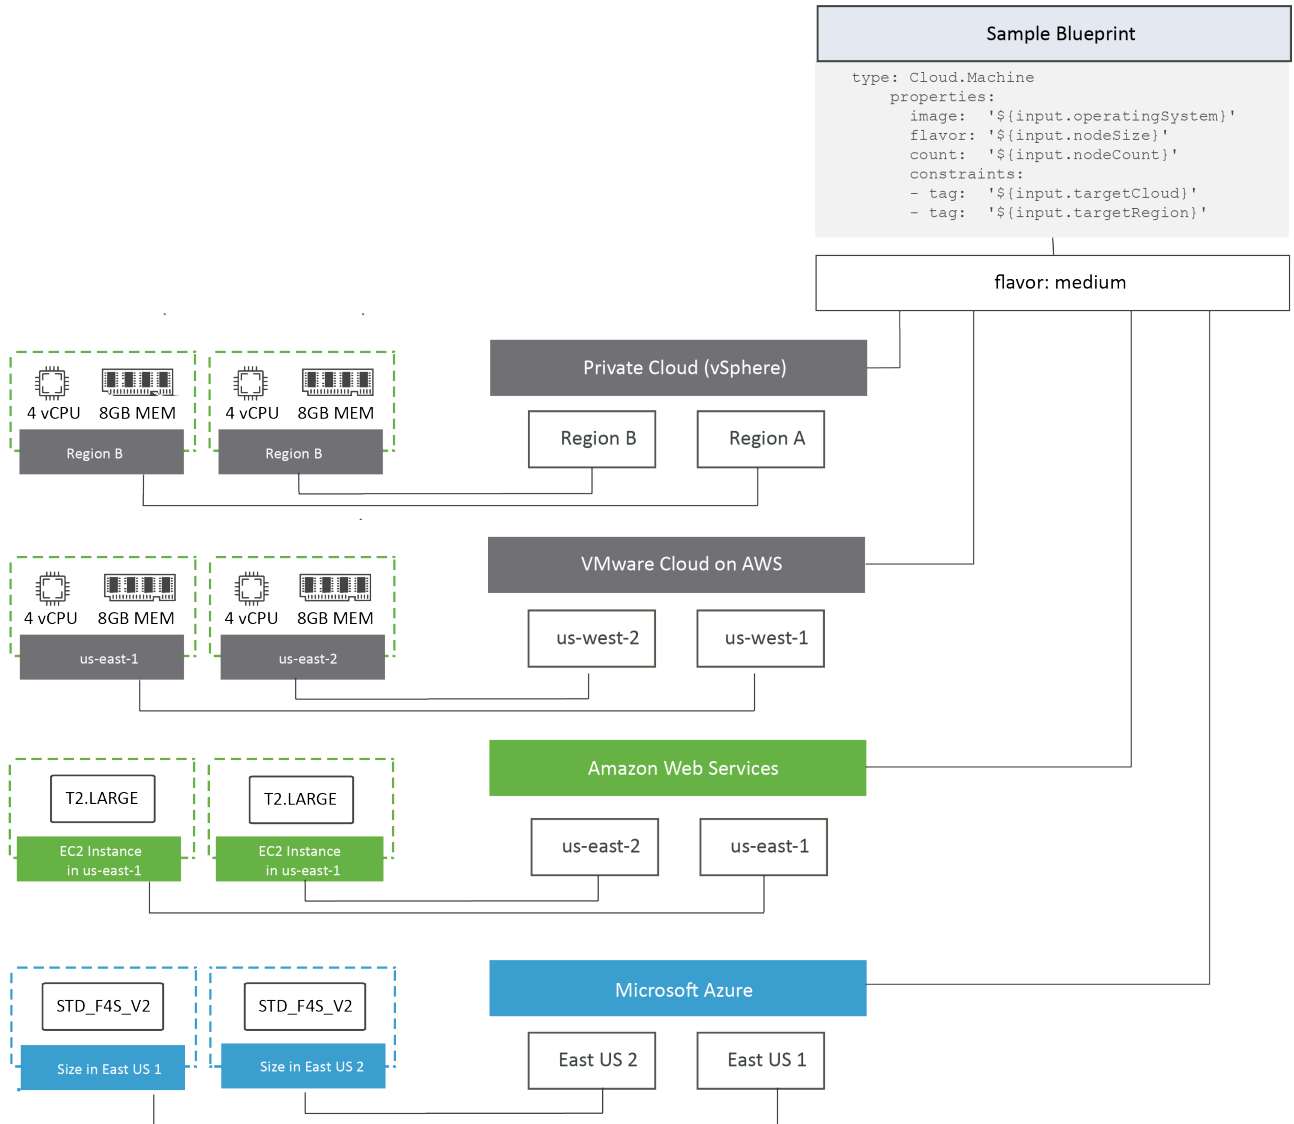 Sample Blueprint
type: Cloud.Machine
properties:
image: '${input.operatingSystem}'
flavor: '${input.nodeSize}'
count: '${input.nodeCount}'
constraints:
- tag: '${input.targetCloud}'
- tag: '${input.targetRegion}'
flavor: medium
Private Cloud (vSphere)
Region B
Region A
4 vCPU
8GB MEM
Region B
4 vCPU
8GB MEM
Region B
VMware Cloud on AWS
us-west-2
us-west-1
4 vCPU
8GB MEM
us-east-1
4 vCPU
8GB MEM
us-east-2
Amazon Web Services
us-east-2
us-east-1
T2.LARGE
EC2 Instance
in us-east-1
T2.LARGE
EC2 Instance
in us-east-1
Microsoft Azure
East US 2
East US 1
STD_F4S_V2
Size in East US 1
STD_F4S_V2
Size in East US 2